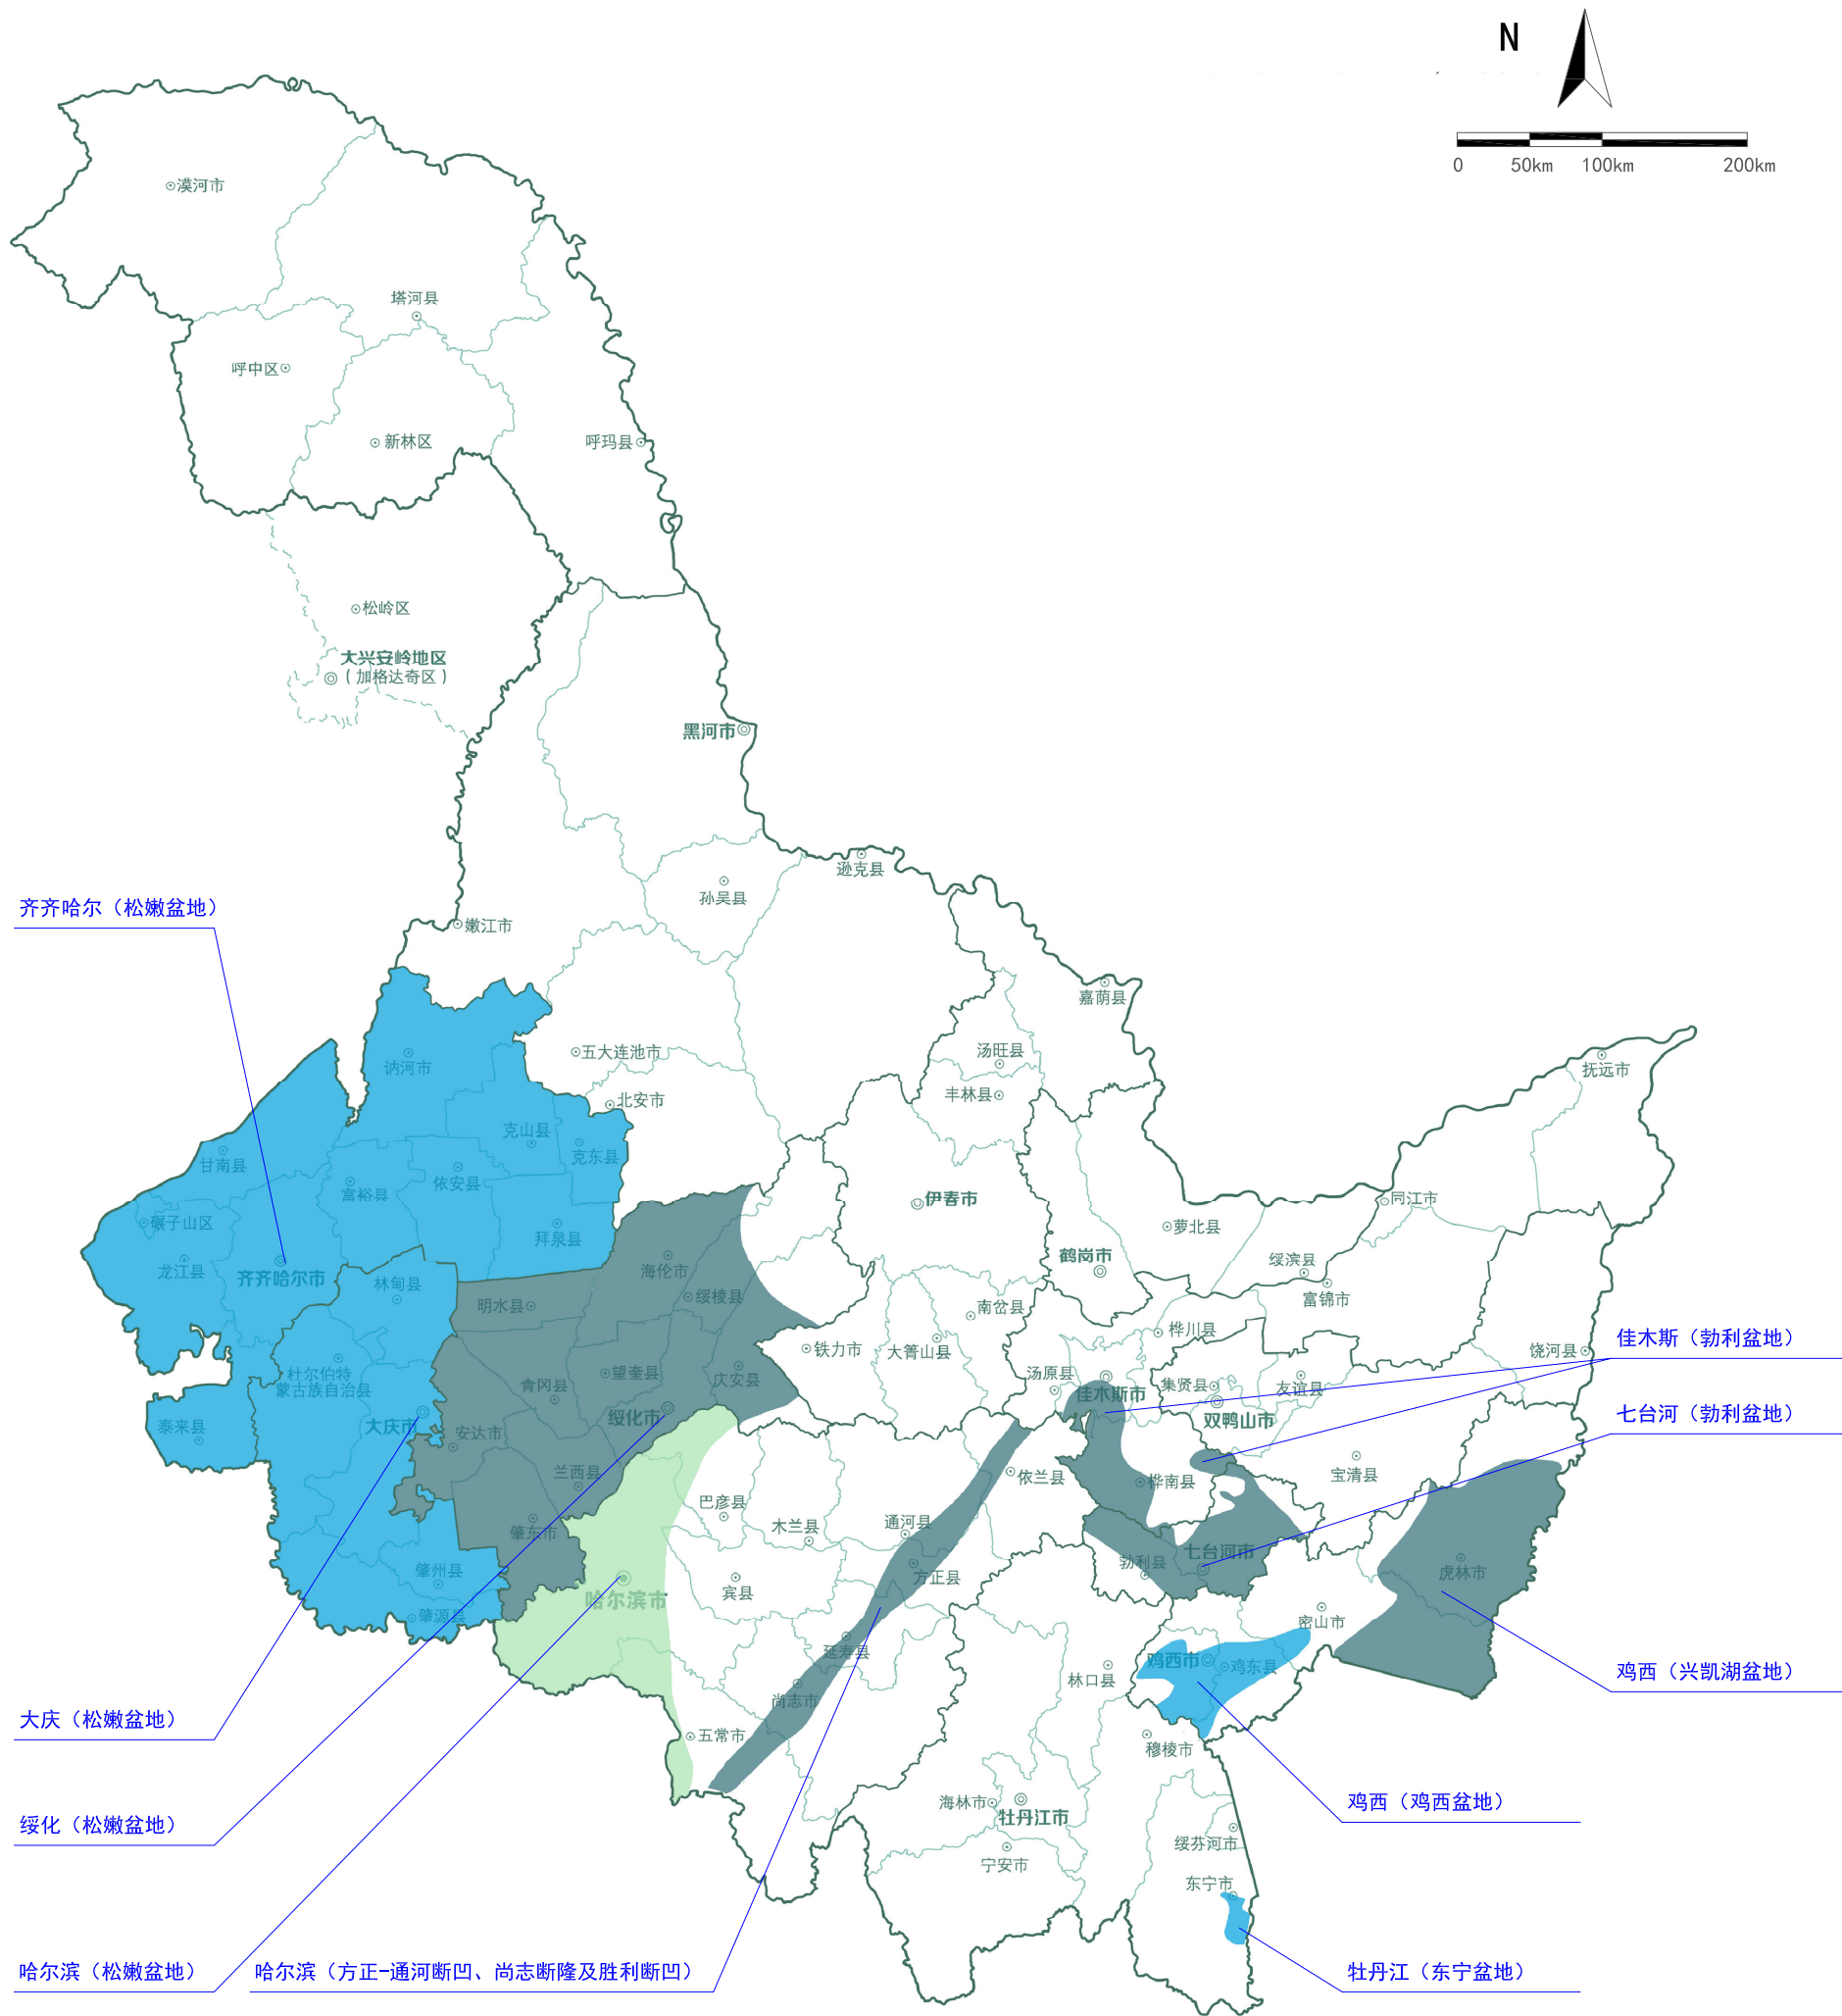 N
0 50km 100km 200km
漠河市
塔河县
呼中区
新林区
呼玛县
松岭区
大兴安岭地区
（加格达奇区）
黑河市
逊克县
孙吴县
齐齐哈尔（松嫩盆地）
嫩江市
嘉荫县
五大连池市
汤旺县
讷河市
抚远市
丰林县
北安市
克山县
克东县
甘南县
依安县
富裕县
伊春市
同江市
碾子山区
萝北县
拜泉县
鹤岗市
绥滨县
龙江县
齐齐哈尔市
海伦市
林甸县
绥棱县
富锦市
明水县
南岔县
桦川县
佳木斯（勃利盆地）
铁力市
大箐山县
饶河县
杜尔伯特
蒙古族自治县
望奎县
庆安县
汤原县
青冈县
集贤县
友谊县
佳木斯市
七台河（勃利盆地）
绥化市
双鸭山市
泰来县
大庆市
安达市
兰西县
依兰县
桦南县
宝清县
巴彦县
肇东市
木兰县
通河县
七台河市
勃利县
肇州县
方正县
虎林市
宾县
哈尔滨市
肇源县
密山市
延寿县
鸡西市
鸡东县
林口县
鸡西（兴凯湖盆地）
尚志市
大庆（松嫩盆地）
五常市
穆棱市
鸡西（鸡西盆地）
海林市
牡丹江市
绥化（松嫩盆地）
绥芬河市
宁安市
东宁市
哈尔滨（松嫩盆地）
哈尔滨（方正-通河断凹、尚志断隆及胜利断凹）
牡丹江（东宁盆地）